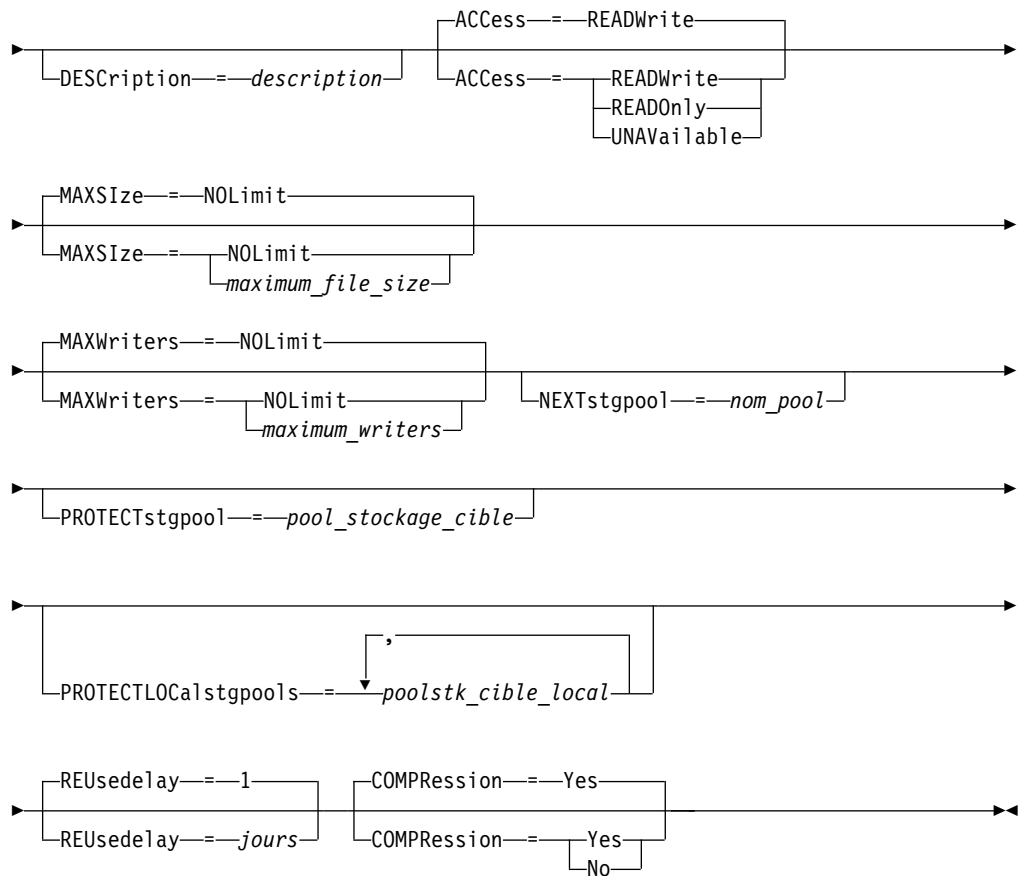 ACCess = READWrite
DESCription = description ACCess = READWrite
READOnly
UNAVailable
MAXSIze = NOLimit
MAXSIze = NOLimit
maximum_file_size
MAXWriters = NOLimit
MAXWriters = NOLimit NEXTstgpool = nom_pool
maximum_writers
PROTECTstgpool = pool_stockage_cible
,
PROTECTLOCalstgpools = poolstk_cible_local
REUsedelay = 1 COMPRession = Yes
REUsedelay = jours COMPRession = Yes
No